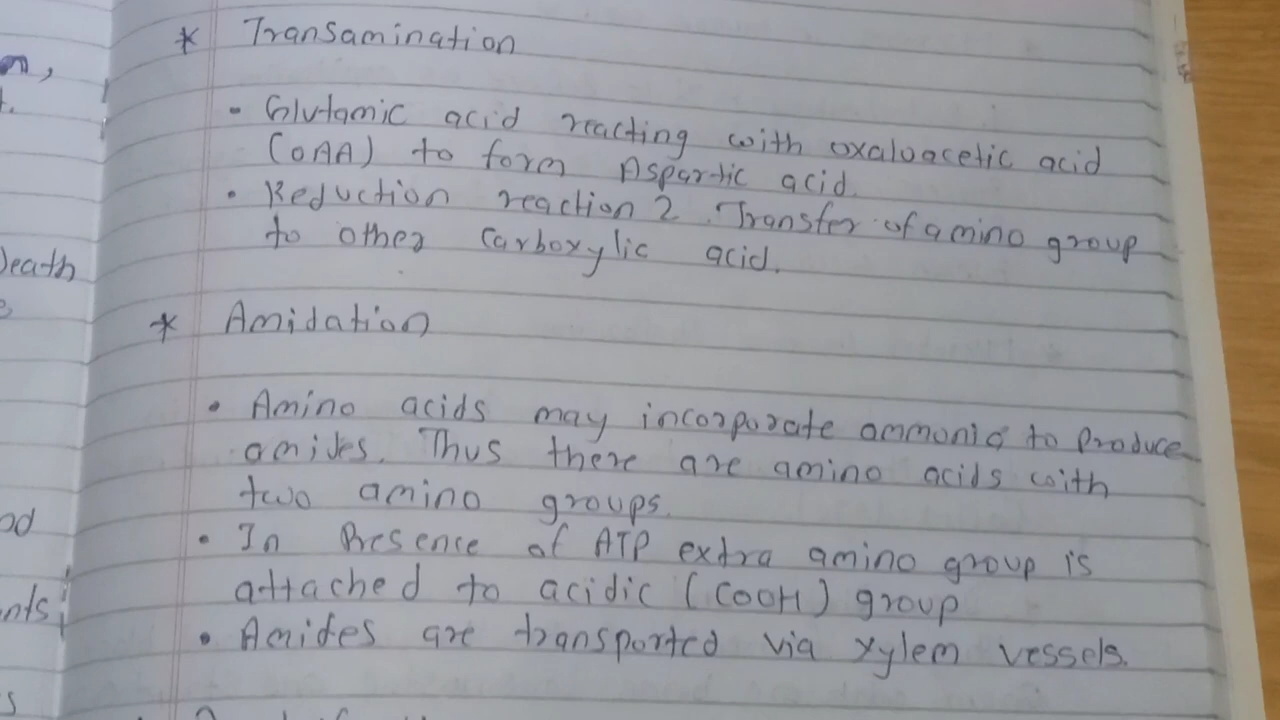 * Transamination
- Glutamic acid reacting with oxaloacetic acid
(OAA) to form Aspartic acid.
• Reduction reaction 2. Transfer of amino group
to other carboxylic acid.
Death
* Amidation
• Amino acids may incorporate ammonia to produce
amides. Thus there are amino acids with
two amino groups.
• In Presence of ATP extra amino group is
attached to acidic (COOH) group
• Amides are transported via xylem vessels.